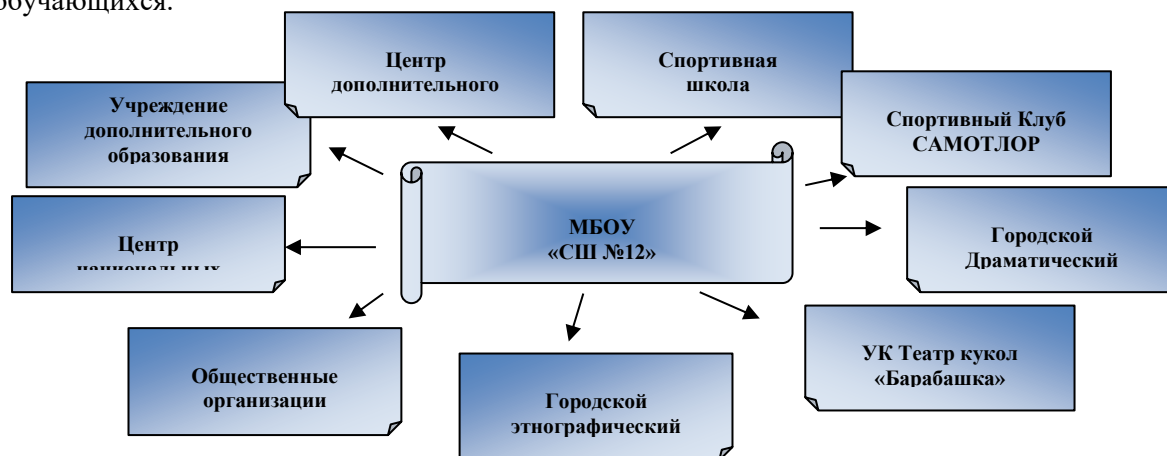 обучающихся.
Центр
дополнительного
Спортивная
школа
Учреждение
дополнительного
образования
Спортивный Клуб
САМОТЛОР
МБОУ
«СШ №12»
Центр
национальных
Городской
Драматический
Общественные
организации
Городской
этнографический
УК Театр кукол
«Барабашка»